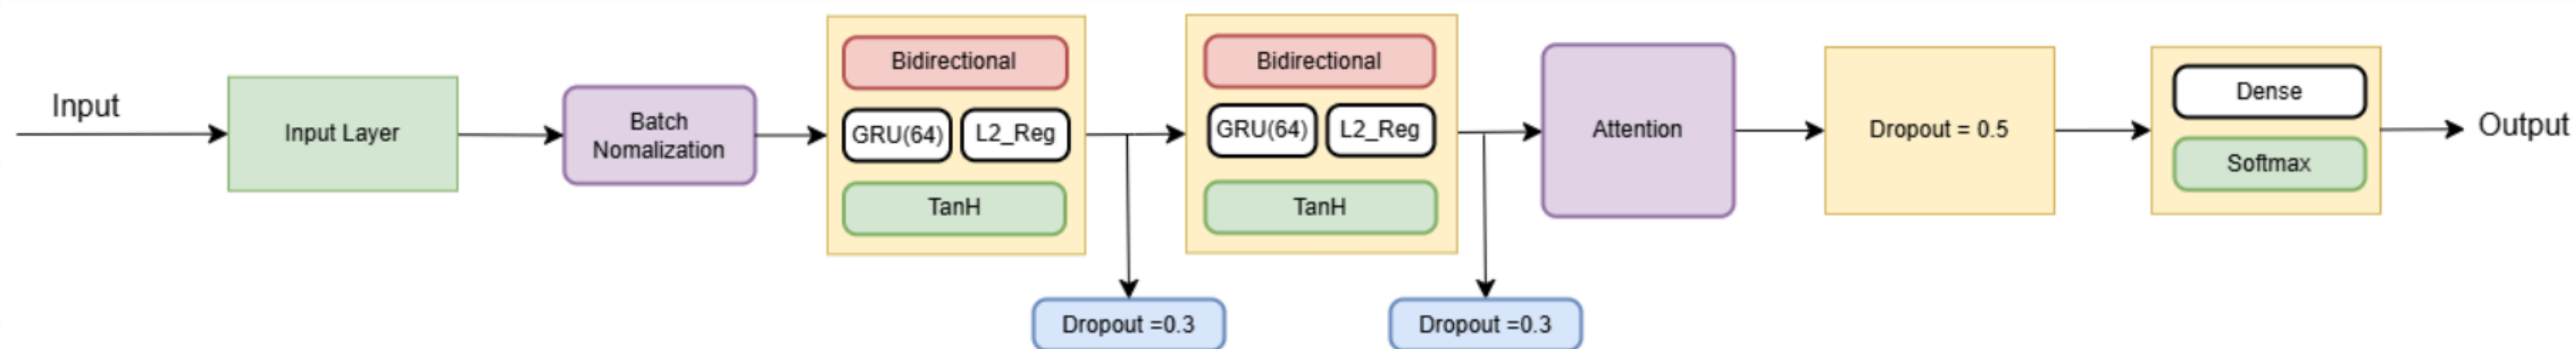 Input
Input Layer
Batch
Nomalization
Bidirectional
GRU(64)
L2_Reg
TanH
Dropout =0.3
Bidirectional
GRU(64)
L2_Reg
TanH
Dropout =0.3
Attention
Dropout = 0.5
Dense
Softmax
Output